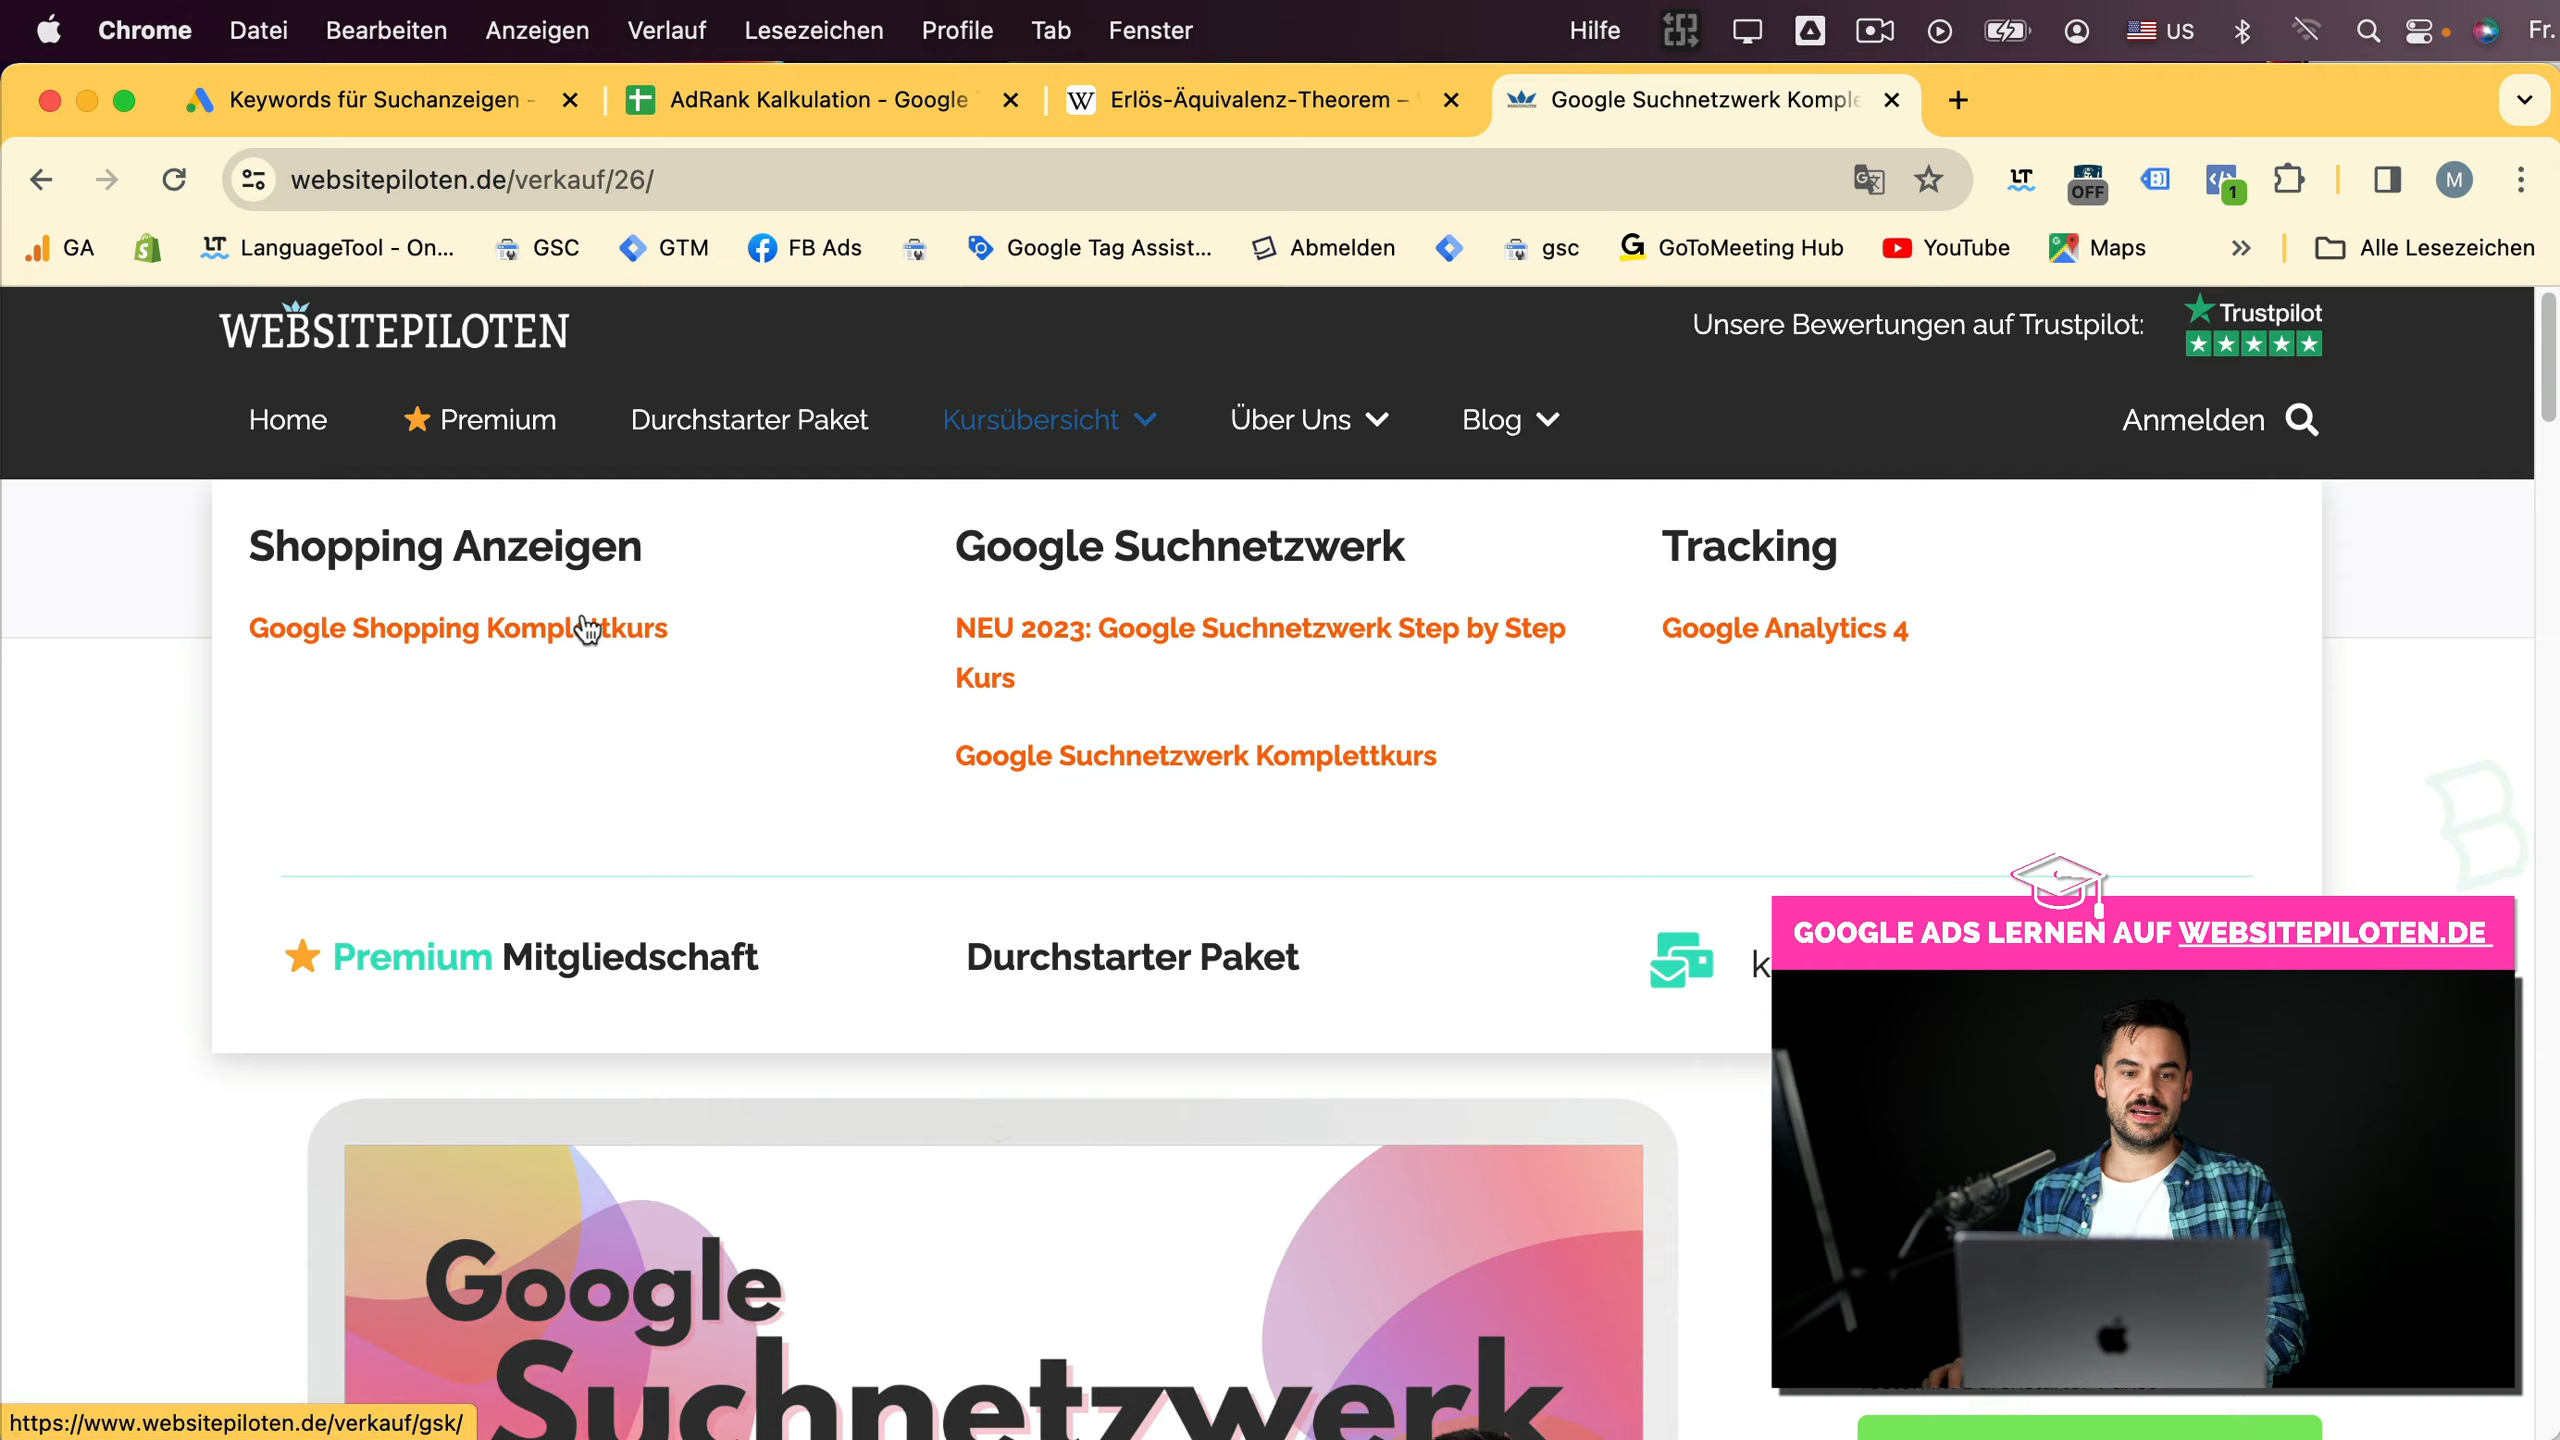 Chrome Datei Bearbeiten Anzeigen Verlauf Lesezeichen Profile Tab Fenster Hilfe US Fr.
Keywords für Suchanzeigen - AdRank Kalkulation - Google Erlös-Äquivalenz-Theorem – Google Suchnetzwerk Komple
websitepiloten.de/verkauf/26/ OFF 1 M
GA LanguageTool - On... GSC GTM FB Ads Google Tag Assist... Abmelden gsc GoToMeeting Hub YouTube Maps Alle Lesezeichen
WEBSITEPILOTEN Unsere Bewertungen auf Trustpilot: Trustpilot
Home Premium Durchstarter Paket Kursübersicht Über Uns Blog Anmelden
Shopping Anzeigen Google Suchnetzwerk Tracking
Google Shopping Komplettkurs NEU 2023: Google Suchnetzwerk Step by Step Google Analytics 4
Kurs
Google Suchnetzwerk Komplettkurs
GOOGLE ADS LERNEN AUF WEBSITEPILOTEN.DE
Premium Mitgliedschaft Durchstarter Paket k
Google
Suchnetzwerk
https://www.websitepiloten.de/verkauf/gsk/